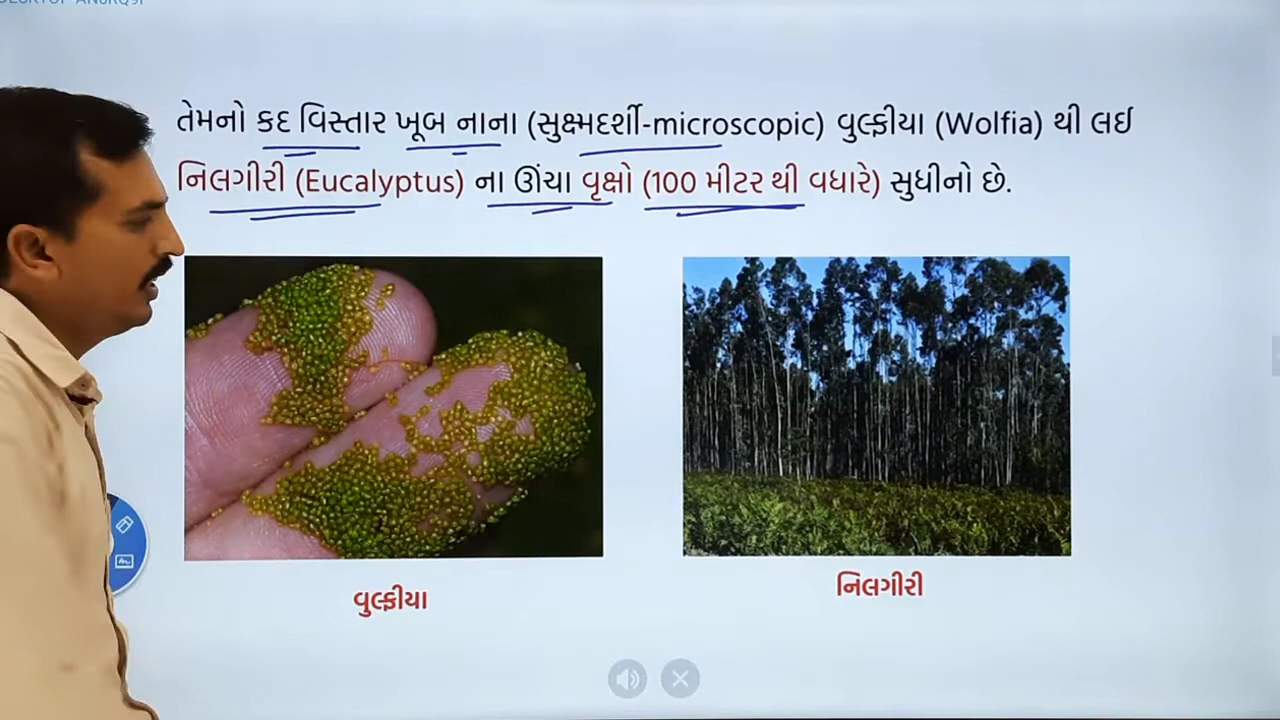 તેમનો કદ વિસ્તાર ખૂબ નાના (સુક્ષ્મદર્શી-microscopic) વુલ્ફીયા (Wolfia) થી લઈ
નિલગીરી (Eucalyptus) ના ઊંચા વૃક્ષો (100 મીટર થી વધારે) સુધીનો છે.
વુલ્ફીયા
નિલગીરી